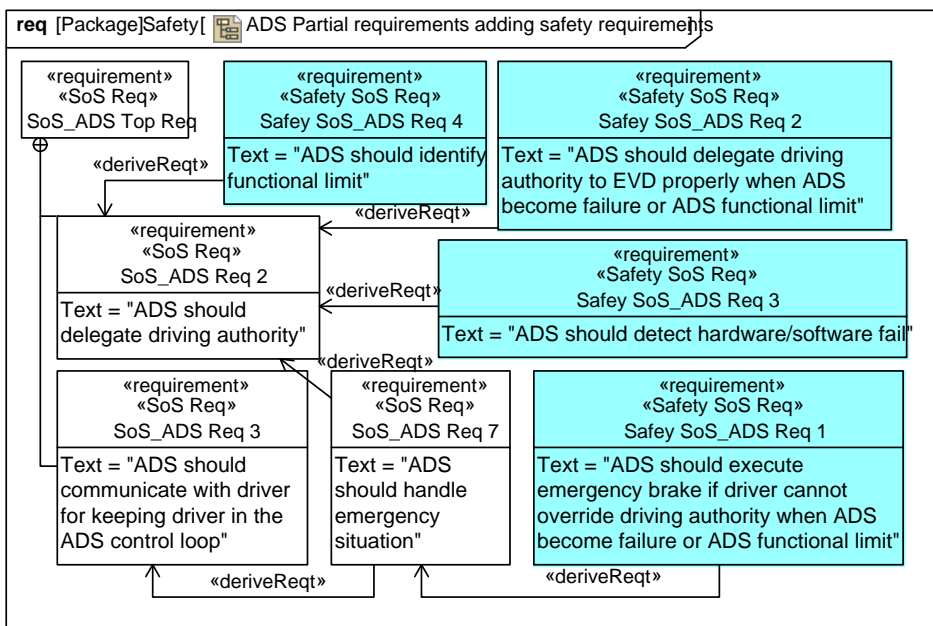 req [Package]Safety[ ADS Partial requirements adding safety requirements]
«requirement»
«SoS Req»
SoS_ADS Top Req
«requirement»
«Safety SoS Req»
Safey SoS_ADS Req 4
Text = "ADS should identify
functional limit"
«requirement»
«Safety SoS Req»
Safey SoS_ADS Req 2
Text = "ADS should delegate driving
authority to EVD properly when ADS
become failure or ADS functional limit"
«deriveReqt»
«deriveReqt»
«requirement»
«SoS Req»
SoS_ADS Req 2
Text = "ADS should
delegate driving authority"
«deriveReqt»
«requirement»
«Safety SoS Req»
Safey SoS_ADS Req 3
Text = "ADS should detect hardware/software fail"
«deriveReqt»
«requirement»
«SoS Req»
SoS_ADS Req 3
Text = "ADS should
communicate with driver
for keeping driver in the
ADS control loop"
«requirement»
«SoS Req»
SoS_ADS Req 7
Text = "ADS
should handle
emergency
situation"
«requirement»
«Safety SoS Req»
Safey SoS_ADS Req 1
Text = "ADS should execute
emergency brake if driver cannot
override driving authority when ADS
become failure or ADS functional limit"
«deriveReqt»
«deriveReqt»